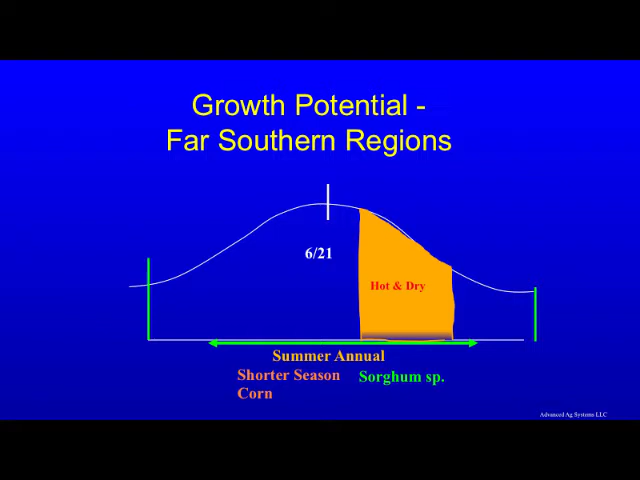 Growth Potential -
Far Southern Regions
6/21
Hot & Dry
Summer Annual
Shorter Season
Corn
Sorghum sp.
Advanced Ag Systems LLC